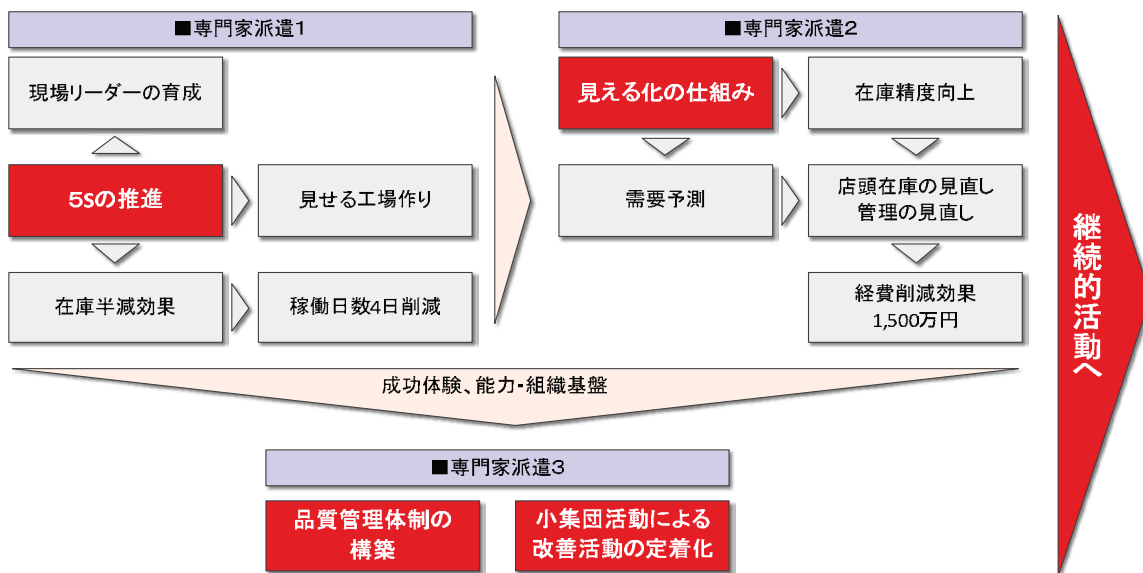 ■専門家派遣1
現場リーダーの育成
5Sの推進
見せる工場作り
在庫半減効果
稼働日数4日削減
■専門家派遣2
見える化の仕組み
在庫精度向上
需要予測
店頭在庫の見直し
管理の見直し
経費削減効果
1,500万円
成功体験、能力・組織基盤
■専門家派遣3
品質管理体制の
構築
小集団活動による
改善活動の定着化
継続的活動へ